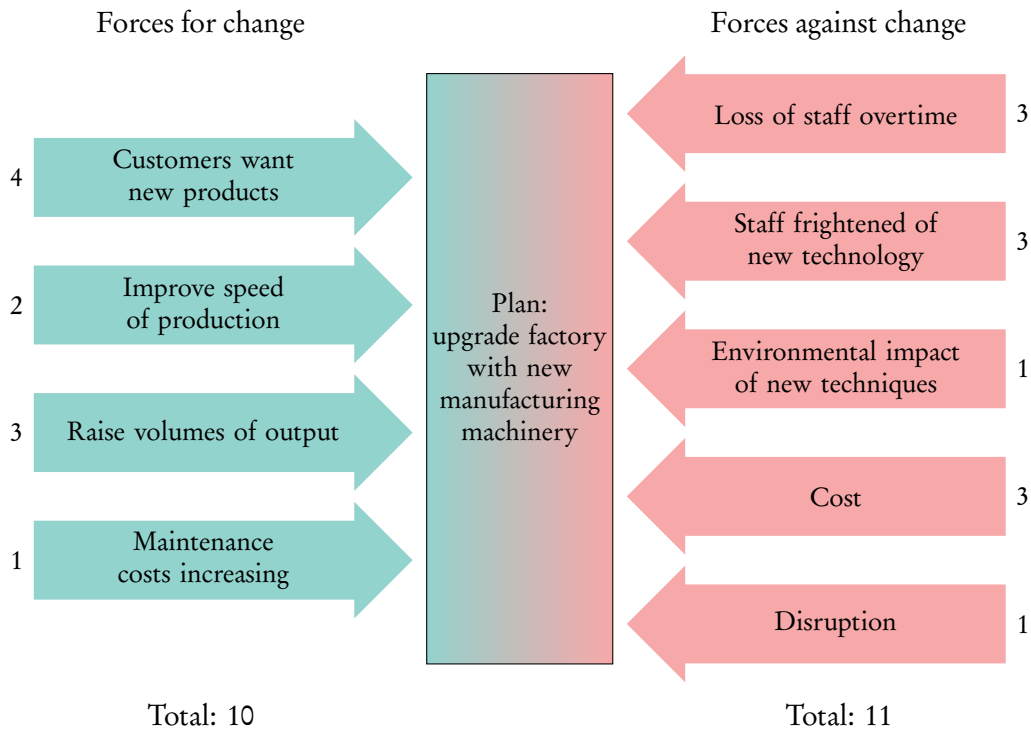 Forces for change
4
Customers want
new products
2
Improve speed
of production
3
Raise volumes of output
1
Maintenance
costs increasing
Total: 10
Plan:
upgrade factory
with new
manufacturing
machinery
Forces against change
Loss of staff overtime
3
Staff frightened of
new technology
3
Environmental impact
of new techniques
1
Cost
3
Disruption
1
Total: 11